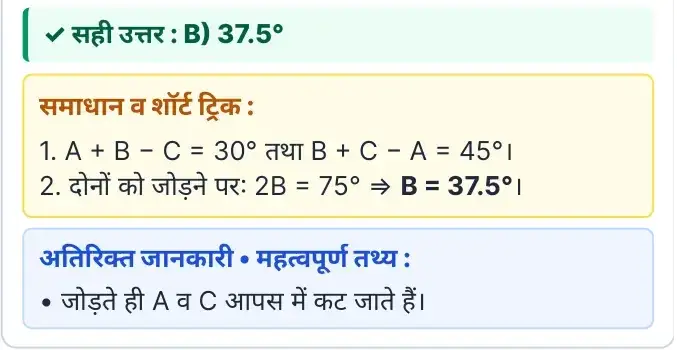 ✓ सही उत्तर : B) 37.5°
समाधान व शॉर्ट ट्रिक :
1. A + B − C = 30° तथा B + C − A = 45°।
2. दोनों को जोड़ने पर: 2B = 75° ⇒ B = 37.5°।
अतिरिक्त जानकारी • महत्वपूर्ण तथ्य :
• जोड़ते ही A व C आपस में कट जाते हैं।